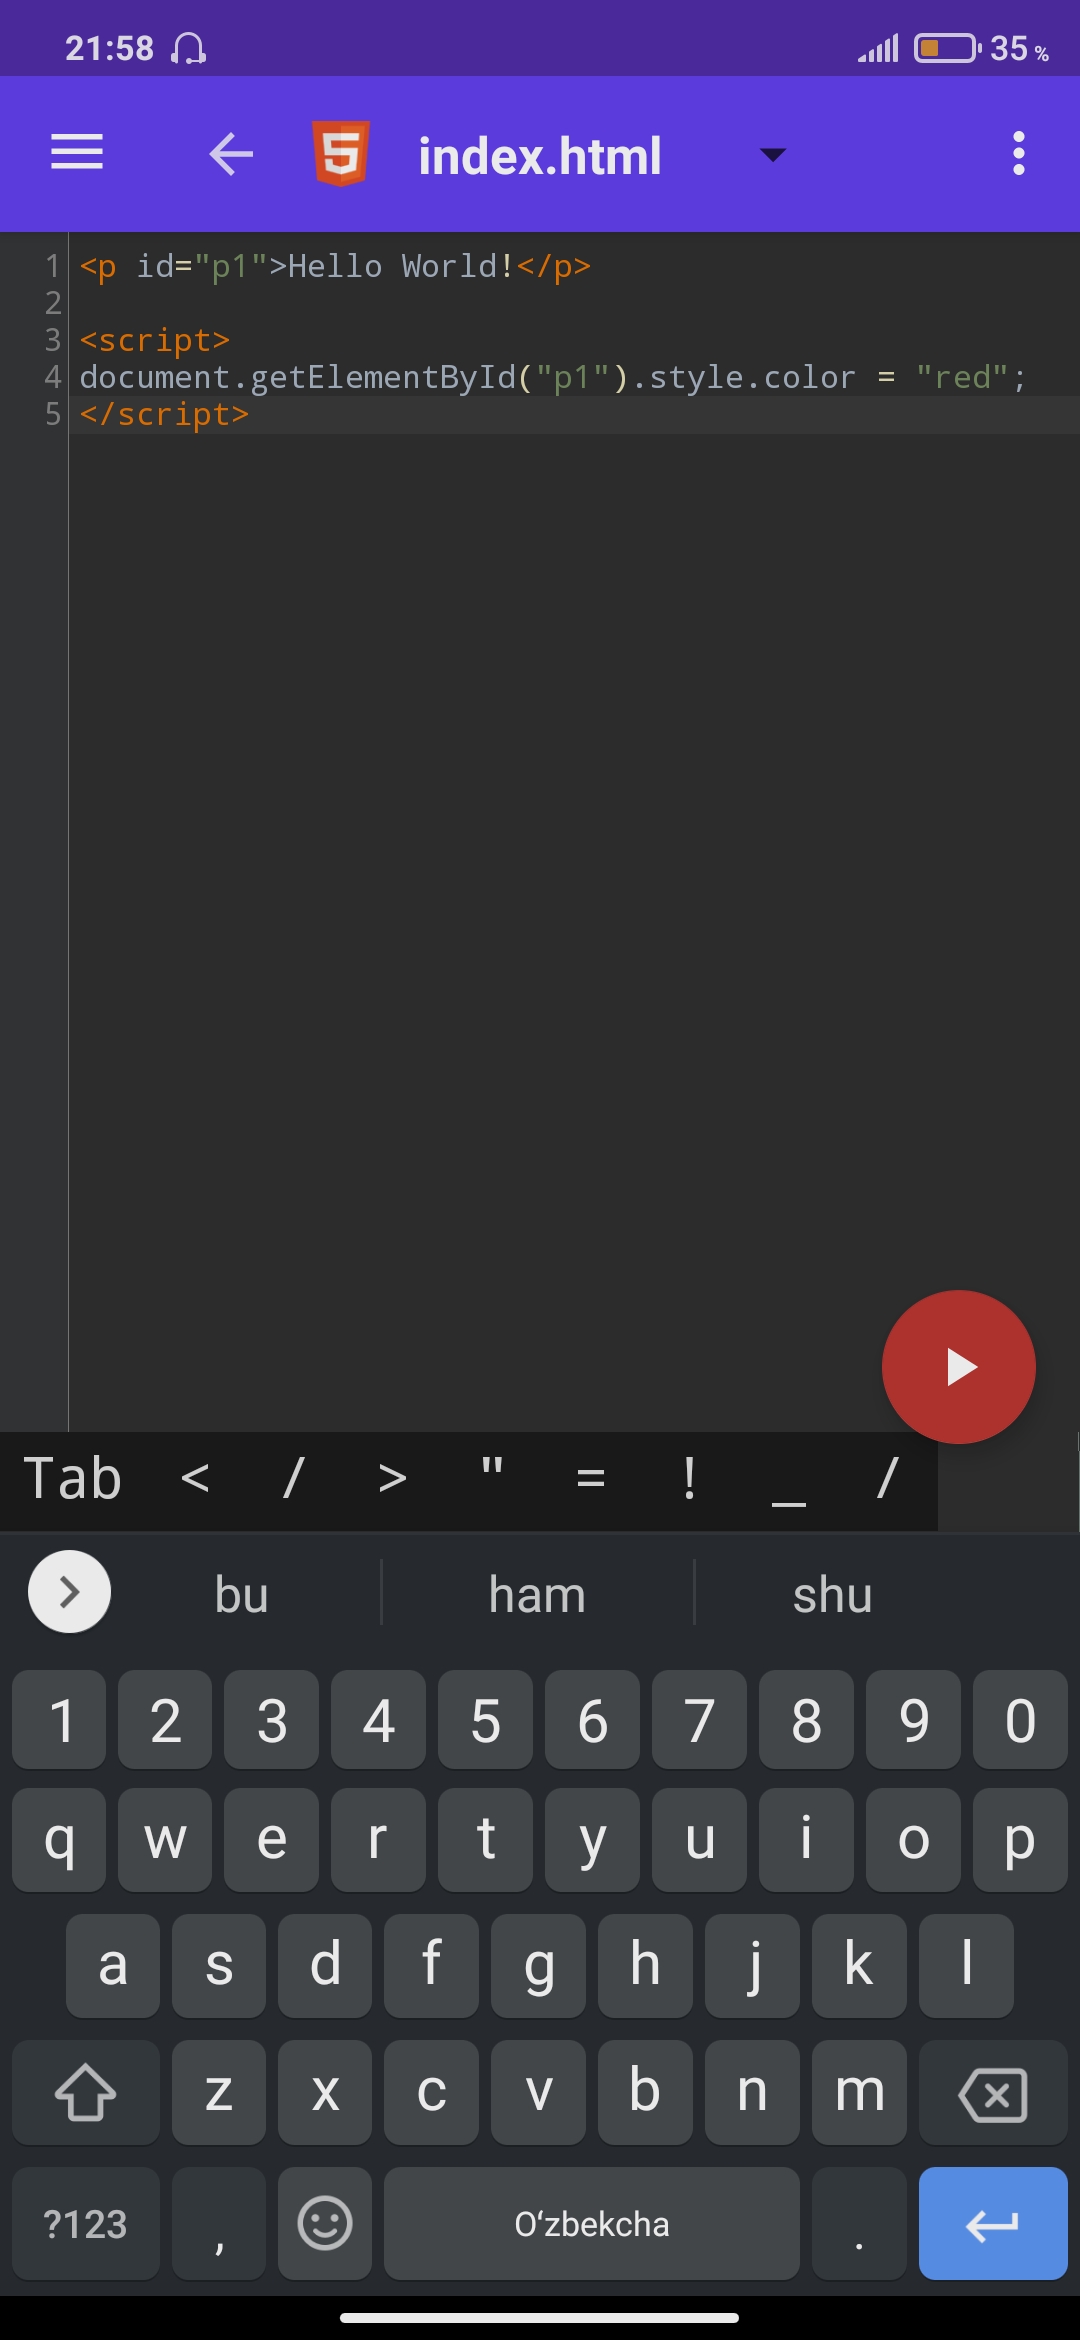 21:58 35 %
index.html
1 <p id="p1">Hello World!</p>
2
3 <script>
4 document.getElementById("p1").style.color = "red";
5 </script>
Tab < / > " = ! _ /
bu ham shu
1 2 3 4 5 6 7 8 9 0
q w e r t y u i o p
a s d f g h j k l
z x c v b n m
?123 , Oʻzbekcha .